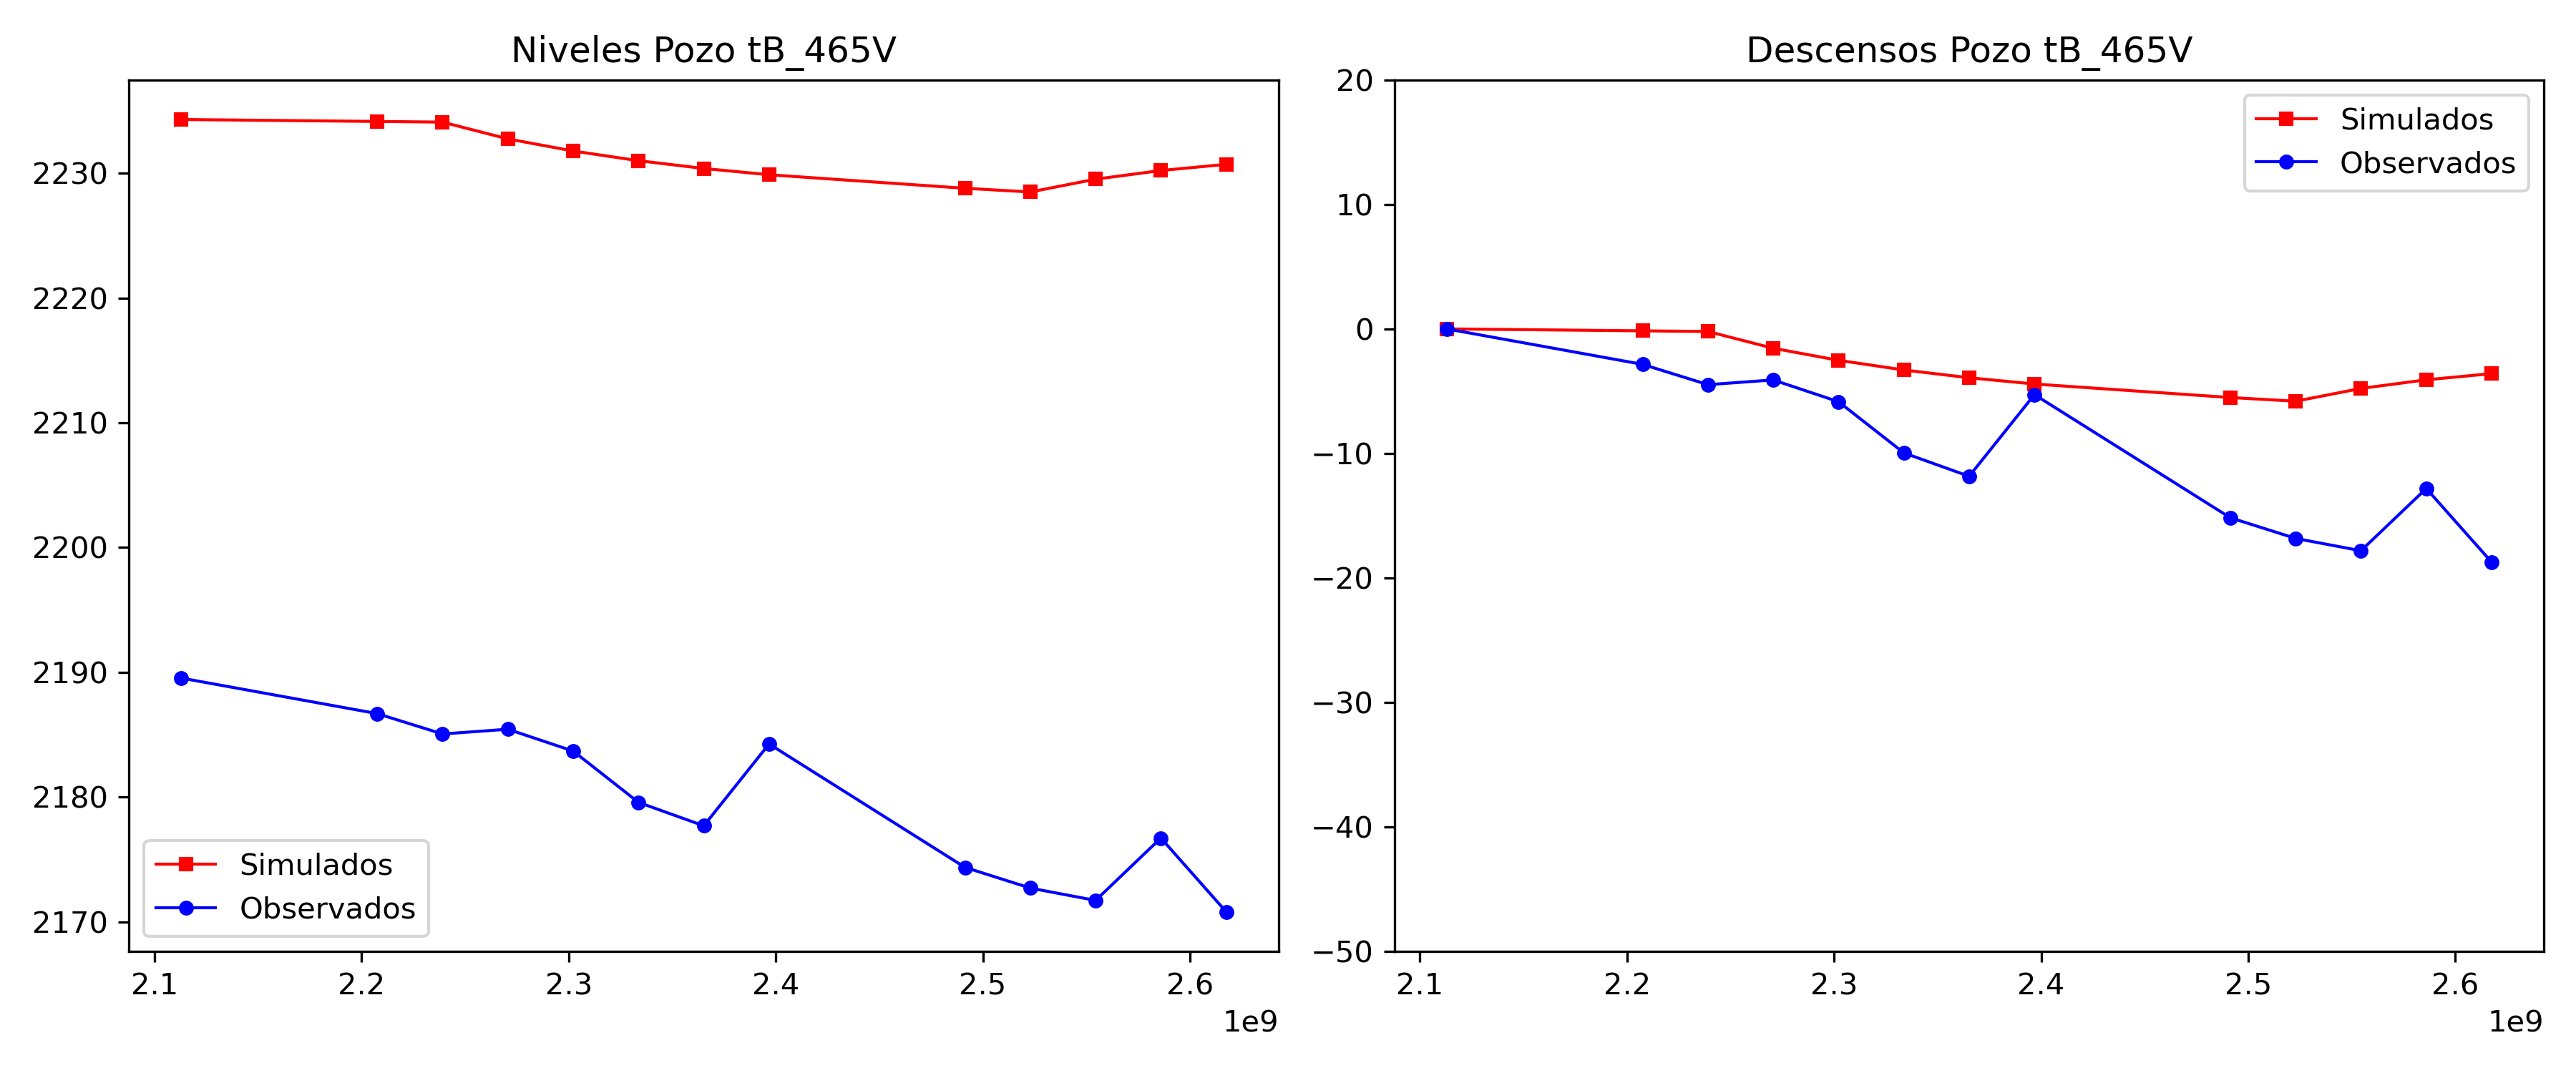 Niveles Pozo tB_465V
2230
2220
2210
2200
2190
2180
2170
Simulados
Observados
2.1 2.2 2.3 2.4 2.5 2.6
1e9
Descensos Pozo tB_465V
20
10
0
−10
−20
−30
−40
−50
Simulados
Observados
2.1 2.2 2.3 2.4 2.5 2.6
1e9